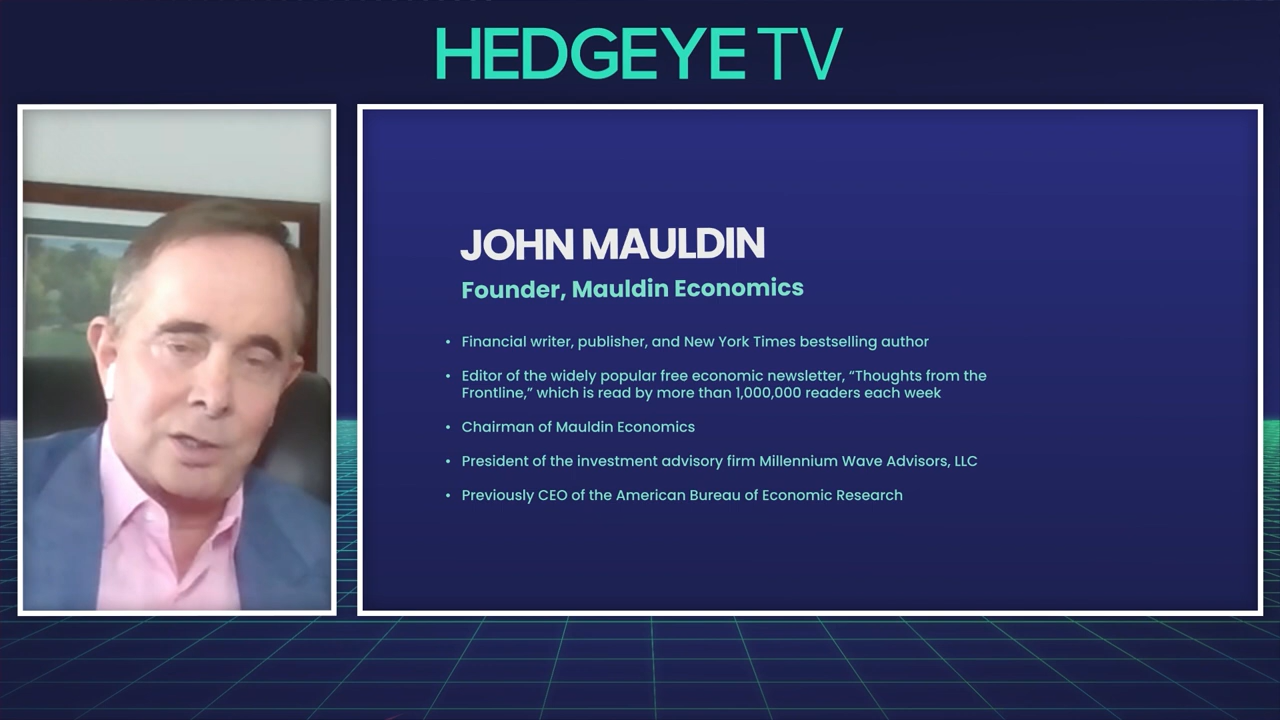 HEDGEYE TV
JOHN MAULDIN
Founder, Mauldin Economics
• Financial writer, publisher, and New York Times bestselling author
• Editor of the widely popular free economic newsletter, “Thoughts from the
Frontline,” which is read by more than 1,000,000 readers each week
• Chairman of Mauldin Economics
• President of the investment advisory firm Millennium Wave Advisors, LLC
• Previously CEO of the American Bureau of Economic Research